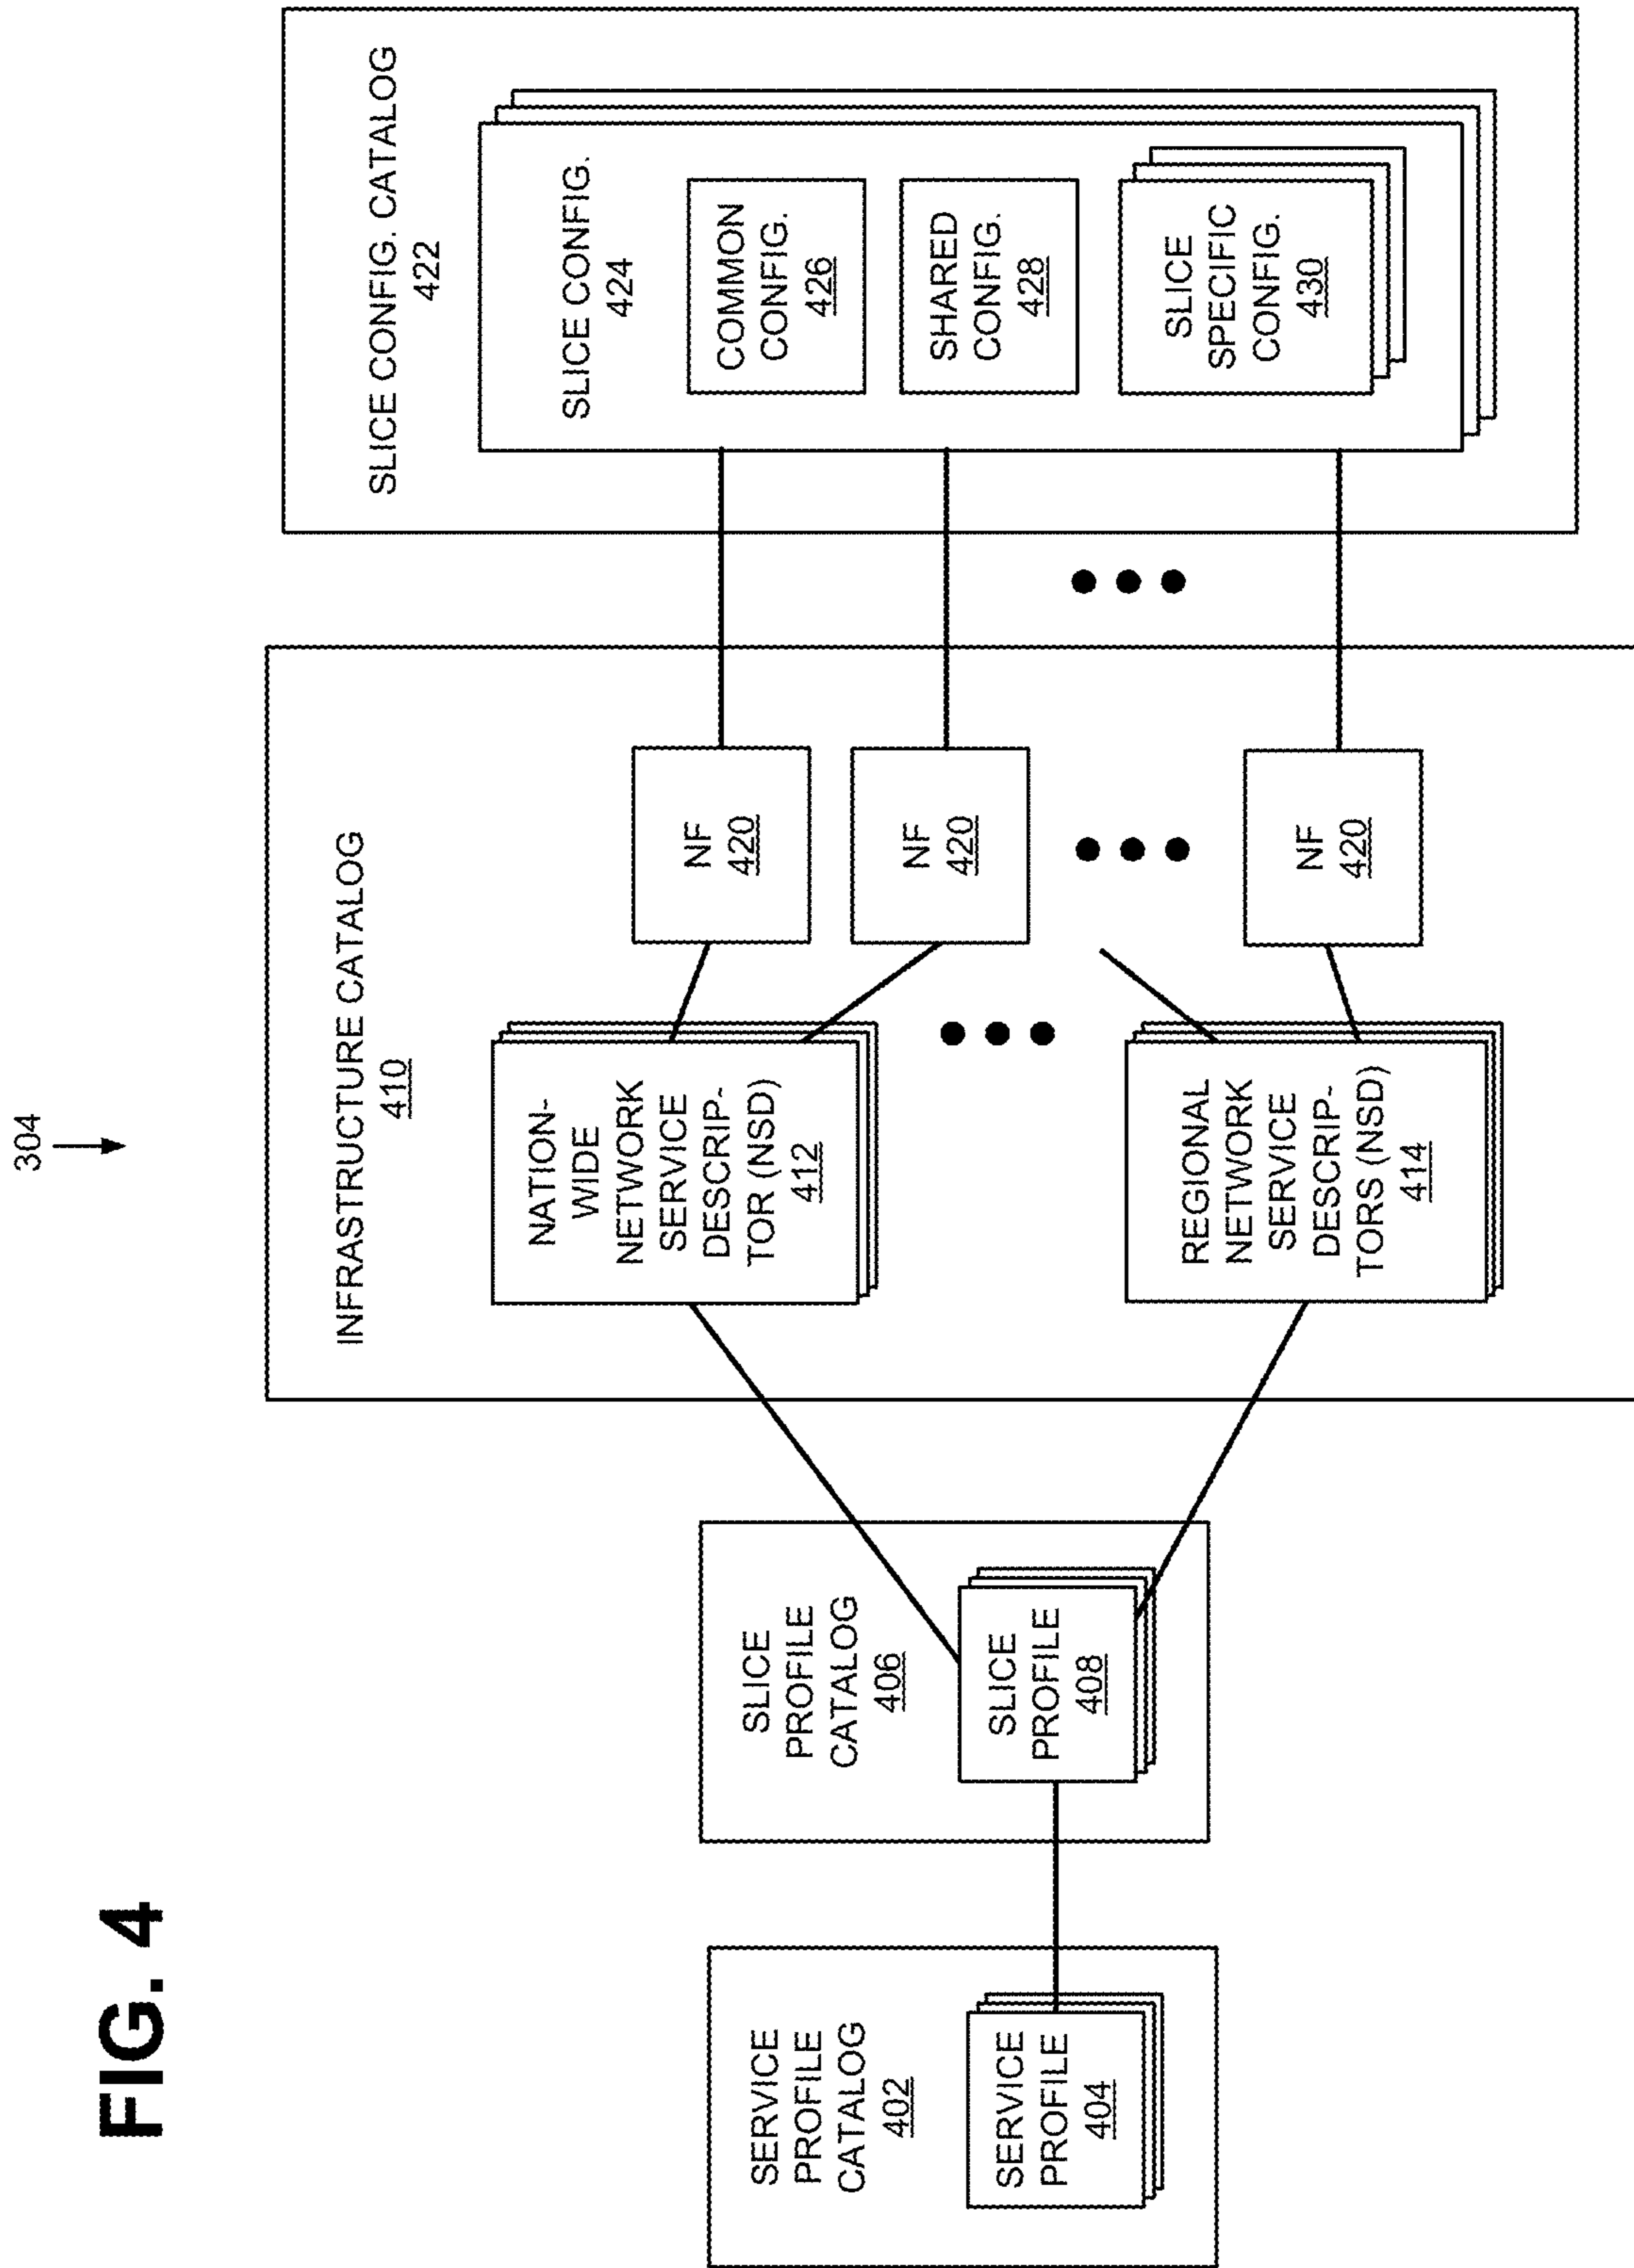 FIG. 4
304
SERVICE
PROFILE
CATALOG
402
SERVICE
PROFILE
404
SLICE
PROFILE
CATALOG
406
SLICE
PROFILE
408
INFRASTRUCTURE CATALOG
410
NATION-
WIDE
NETWORK
SERVICE
DESCRIP-
TOR (NSD)
412
REGIONAL
NETWORK
SERVICE
DESCRIP-
TORS (NSD)
414
NF
420
NF
420
NF
420
SLICE CONFIG. CATALOG
422
SLICE CONFIG.
424
COMMON
CONFIG.
426
SHARED
CONFIG.
428
SLICE
SPECIFIC
CONFIG.
430